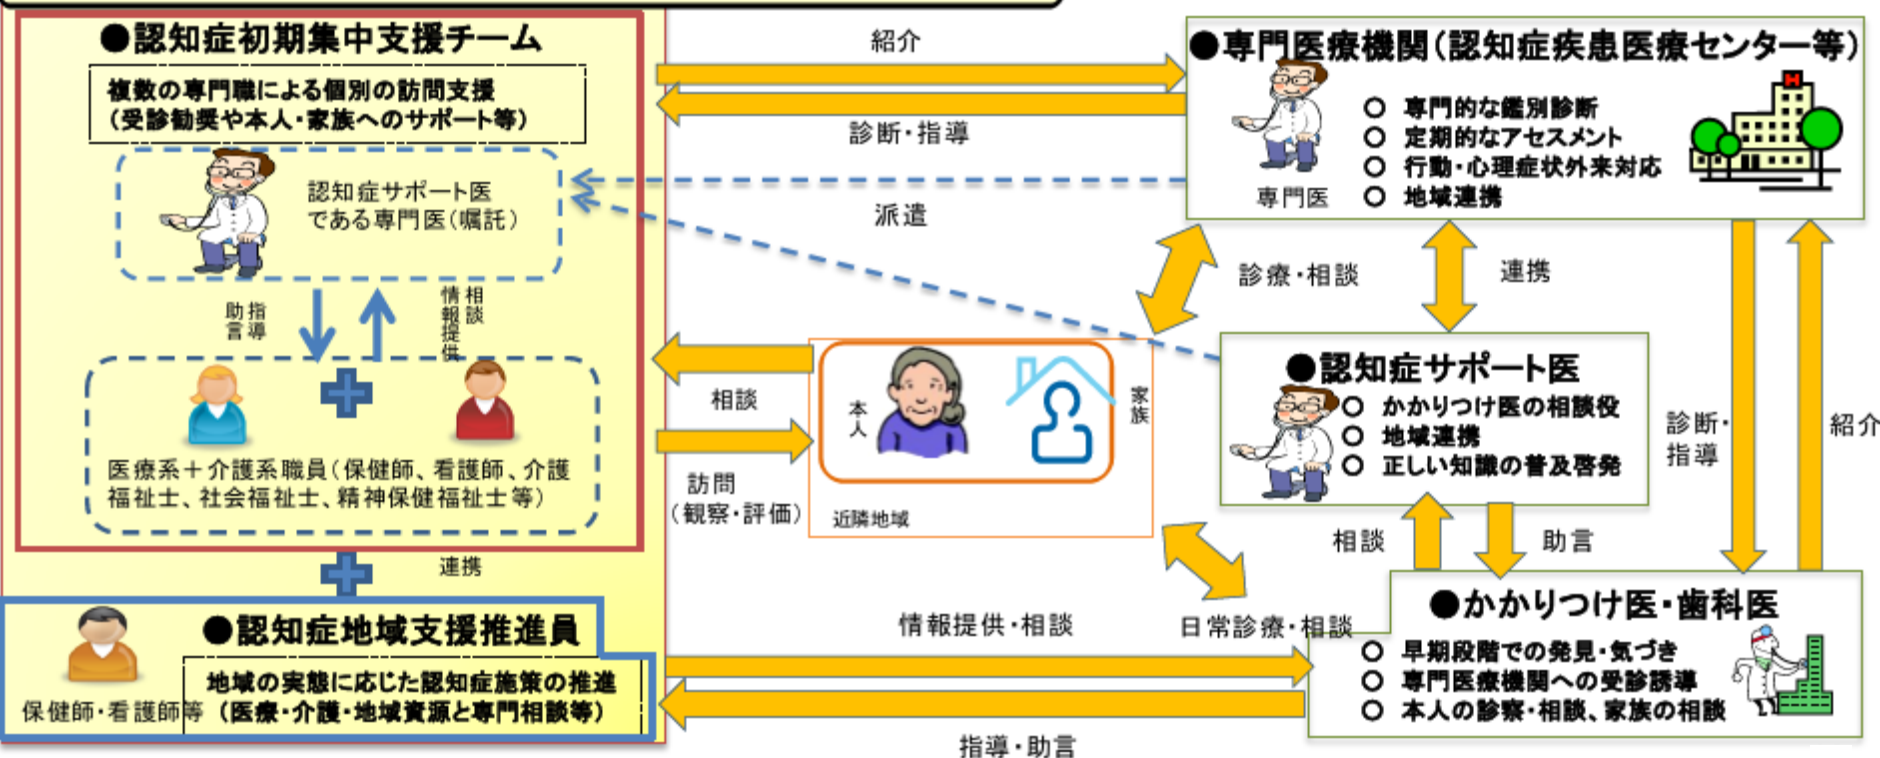 ●認知症初期集中支援チーム
複数の専門職による個別の訪問支援
（受診勧奨や本人・家族へのサポート等）
認知症サポート医
である専門医（嘱託）
指導
助言
相談
情報提供
医療系＋介護系職員（保健師、看護師、介護
福祉士、社会福祉士、精神保健福祉士等）
連携
●認知症地域支援推進員
地域の実態に応じた認知症施策の推進
（医療・介護・地域資源と専門相談等）
保健師・看護師等
紹介
診断・指導
派遣
相談
訪問
（観察・評価）
本人
家族
近隣地域
診療・相談
連携
日常診療・相談
情報提供・相談
指導・助言
●専門医療機関（認知症疾患医療センター等）
専門医
○ 専門的な鑑別診断
○ 定期的なアセスメント
○ 行動・心理症状外来対応
○ 地域連携
●認知症サポート医
○ かかりつけ医の相談役
○ 地域連携
○ 正しい知識の普及啓発
診断・
指導
紹介
相談
助言
●かかりつけ医・歯科医
○ 早期段階での発見・気づき
○ 専門医療機関への受診誘導
○ 本人の診察・相談、家族の相談